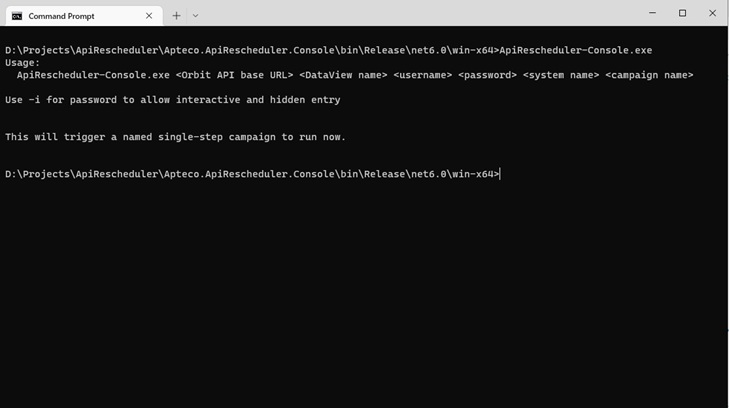 Command Prompt
D:\Projects\ApiRescheduler\Apteco.ApiRescheduler.Console\bin\Release\net6.0\win-x64>ApiRescheduler-Console.exe
Usage:
ApiRescheduler-Console.exe <Orbit API base URL> <DataView name> <username> <password> <system name> <campaign name>
Use -i for password to allow interactive and hidden entry
This will trigger a named single-step campaign to run now.
D:\Projects\ApiRescheduler\Apteco.ApiRescheduler.Console\bin\Release\net6.0\win-x64>